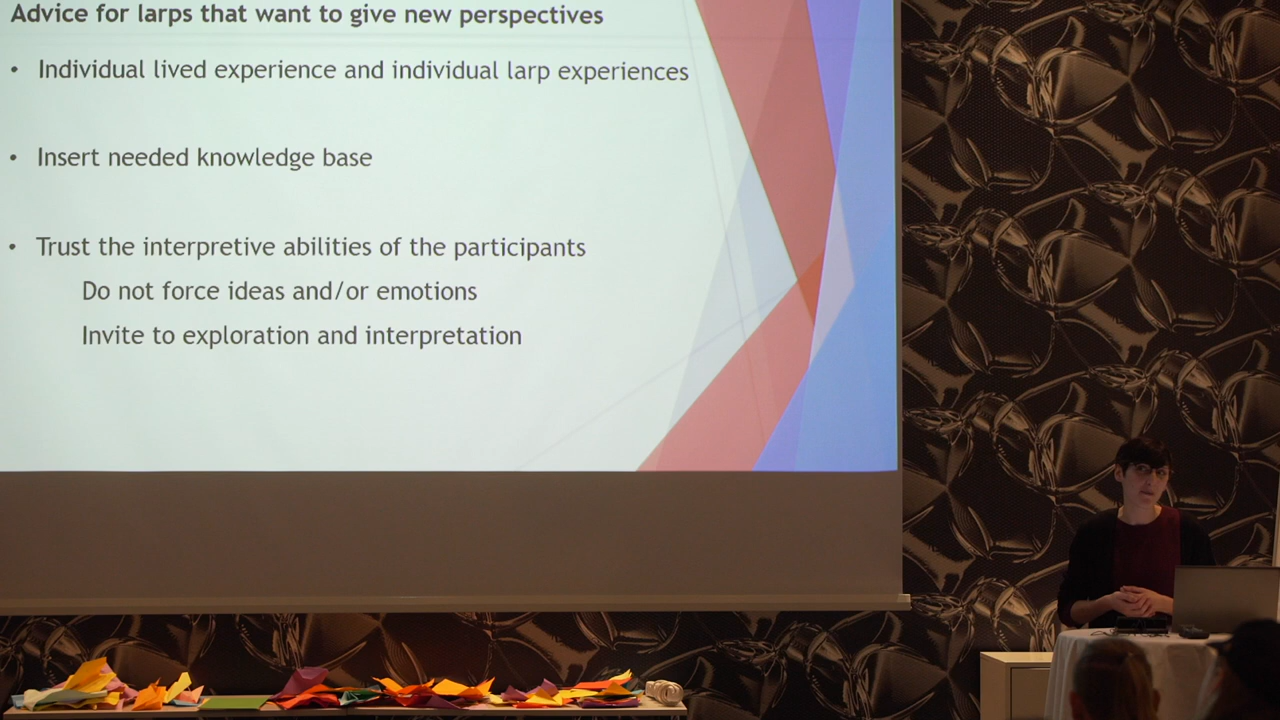 Advice for larps that want to give new perspectives
• Individual lived experience and individual larp experiences
• Insert needed knowledge base
• Trust the interpretive abilities of the participants
Do not force ideas and/or emotions
Invite to exploration and interpretation